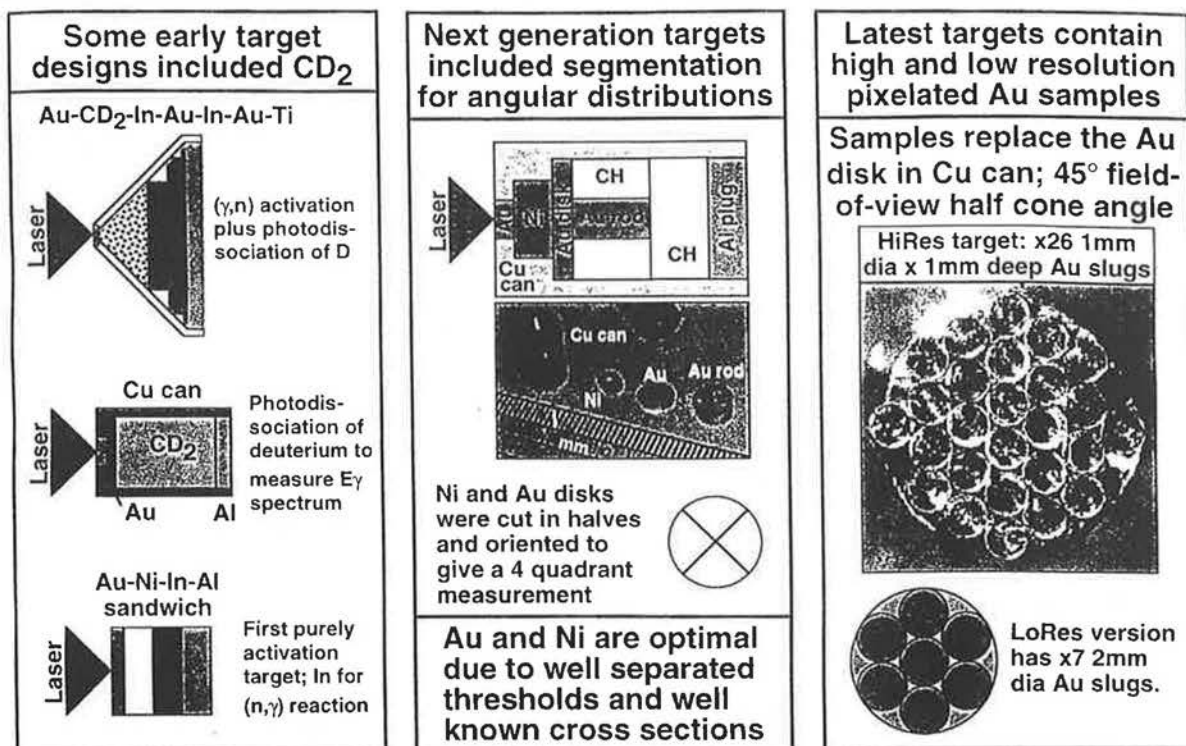 Some early target
designs included CD₂
Au-CD₂-In-Au-In-Au-Ti
Laser
(γ,n) activation
plus photodis-
sociation of D
Cu can
Laser
CD₂
Au
Al
Photodis-
sociation of
deuterium to
measure Eγ
spectrum
Au-Ni-In-Al
sandwich
Laser
First purely
activation
target; In for
(n,γ) reaction
Next generation targets
included segmentation
for angular distributions
Laser
Au
Ni
Au disk
CH
Au rod
CH
Al plug
Cu
can
Cu can
Ni
Au
Au rod
mm
Ni and Au disks
were cut in halves
and oriented to
give a 4 quadrant
measurement
Au and Ni are optimal
due to well separated
thresholds and well
known cross sections
Latest targets contain
high and low resolution
pixelated Au samples
Samples replace the Au
disk in Cu can; 45° field-
of-view half cone angle
HiRes target: x26 1mm
dia x 1mm deep Au slugs
LoRes version
has x7 2mm
dia Au slugs.